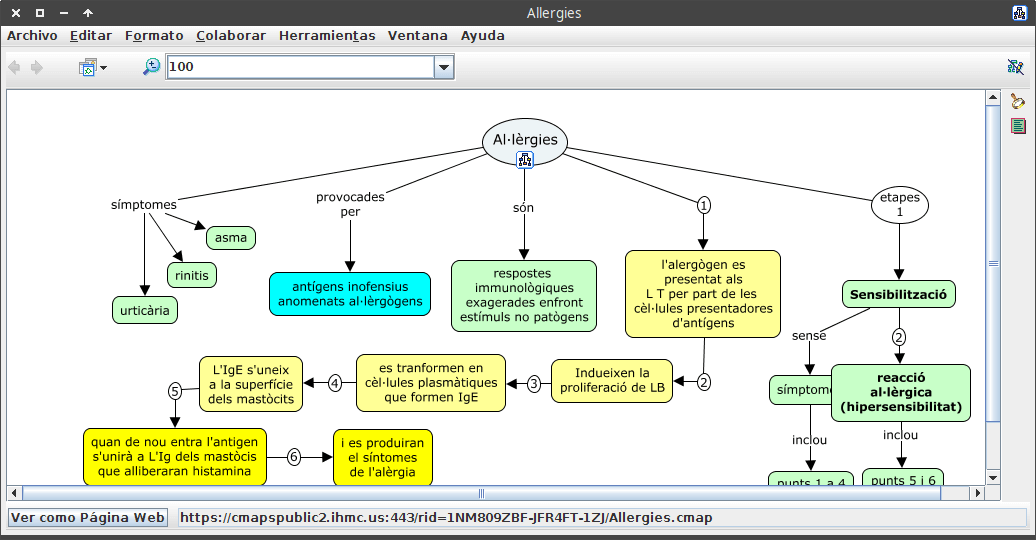 Allergies
Archivo Editar Formato Colaborar Herramientas Ventana Ayuda
100
Al·lèrgies
símptomes
asma
rinitis
urticària
provocades
per
antígens inofensius
anomenats al·lèrgògens
són
respostes
immunològiques
exagerades enfront
estímuls no patògens
1
l'alergògen es
presentat als
L T per part de les
cèl·lules presentadores
d'antígens
2
Indueixen la
proliferació de LB
3
es tranformen en
cèl·lules plasmàtiques
que formen IgE
4
L'IgE s'uneix
a la superfície
dels mastòcits
5
quan de nou entra l'antigen
s'unirà a L'Ig dels mastòcis
que alliberaran histamina
6
i es produiran
el síntomes
de l'alèrgia
etapes
1
Sensibilització
sense
símptome
inclou
punts 1 a 4
2
reacció
al·lèrgica
(hipersensibilitat)
inclou
punts 5 i 6
Ver como Página Web
https://cmapspublic2.ihmc.us:443/rid=1NM809ZBF-JFR4FT-1ZJ/Allergies.cmap